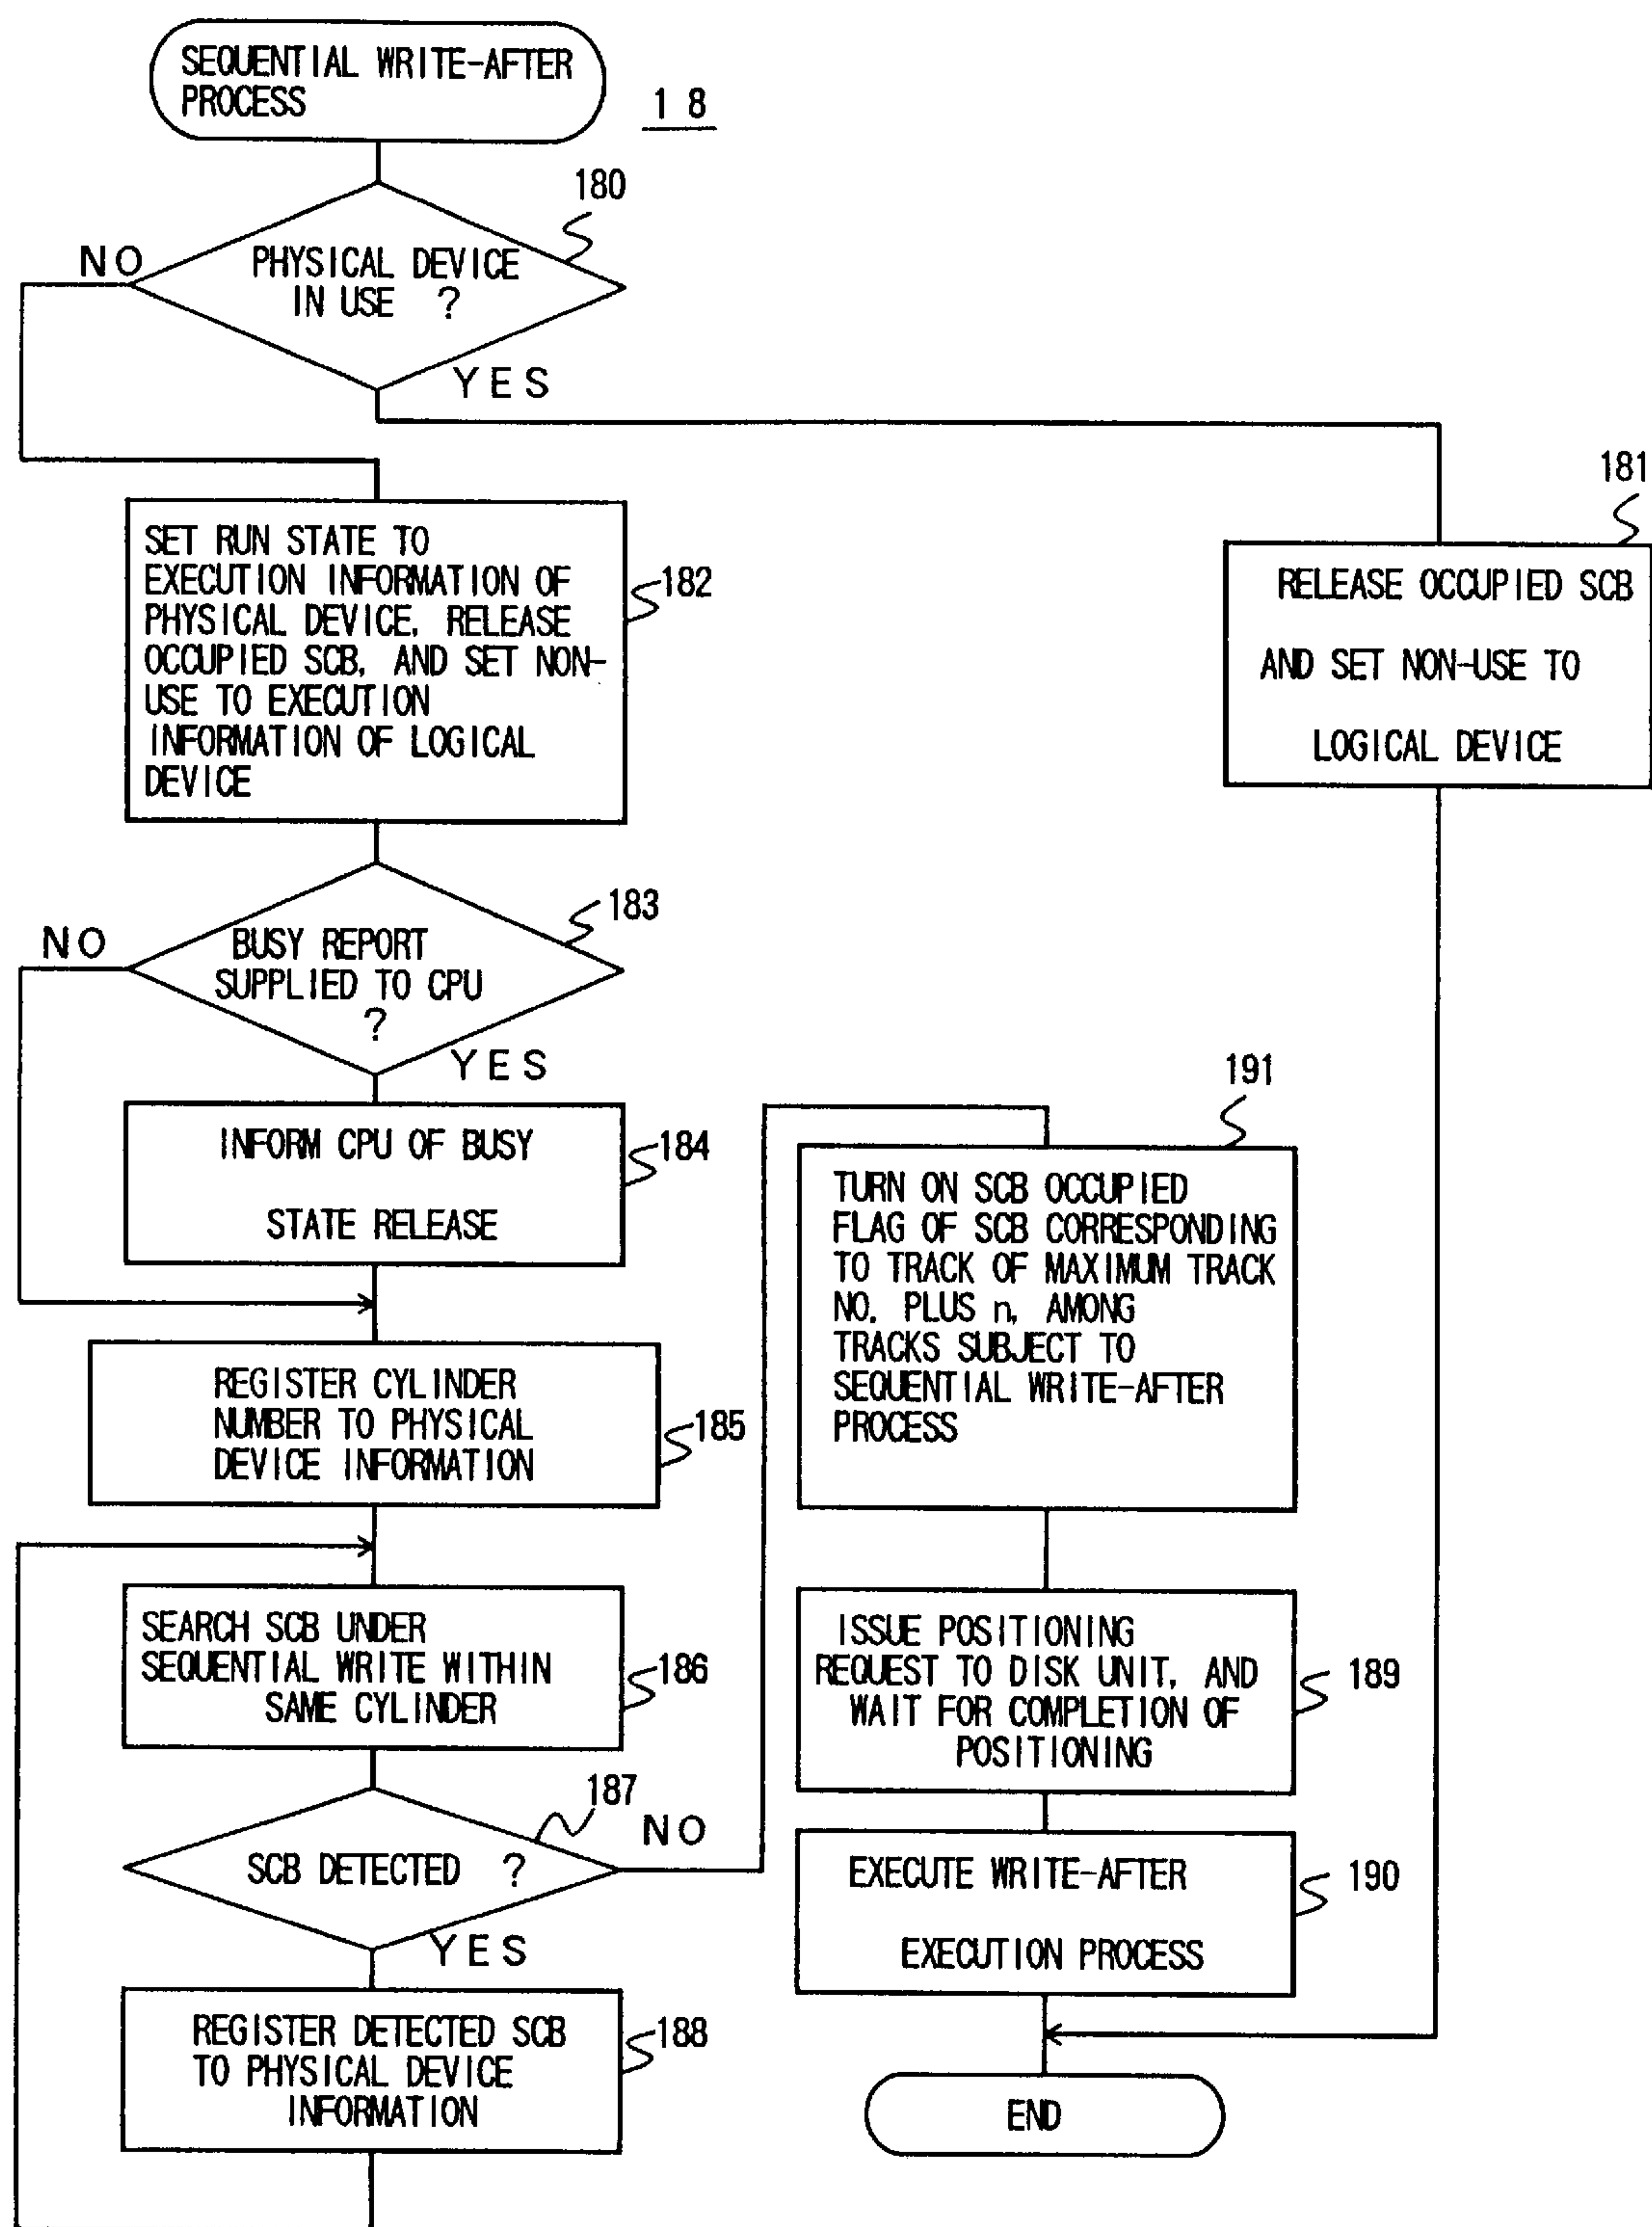 SEQUENTIAL WRITE-AFTER
PROCESS
1 8
180
NO
PHYSICAL DEVICE
IN USE ?
YES
181
RELEASE OCCUPIED SCB
AND SET NON-USE TO
LOGICAL DEVICE
SET RUN STATE TO
EXECUTION INFORMATION OF
PHYSICAL DEVICE, RELEASE
OCCUPIED SCB, AND SET NON-
USE TO EXECUTION
INFORMATION OF LOGICAL
DEVICE
182
183
NO
BUSY REPORT
SUPPLIED TO CPU
?
YES
INFORM CPU OF BUSY
STATE RELEASE
184
REGISTER CYLINDER
NUMBER TO PHYSICAL
DEVICE INFORMATION
185
SEARCH SCB UNDER
SEQUENTIAL WRITE WITHIN
SAME CYLINDER
186
187
NO
SCB DETECTED ?
YES
REGISTER DETECTED SCB
TO PHYSICAL DEVICE
INFORMATION
188
191
TURN ON SCB OCCUPIED
FLAG OF SCB CORRESPONDING
TO TRACK OF MAXIMUM TRACK
NO. PLUS n, AMONG
TRACKS SUBJECT TO
SEQUENTIAL WRITE-AFTER
PROCESS
ISSUE POSITIONING
REQUEST TO DISK UNIT, AND
WAIT FOR COMPLETION OF
POSITIONING
189
EXECUTE WRITE-AFTER
EXECUTION PROCESS
190
END